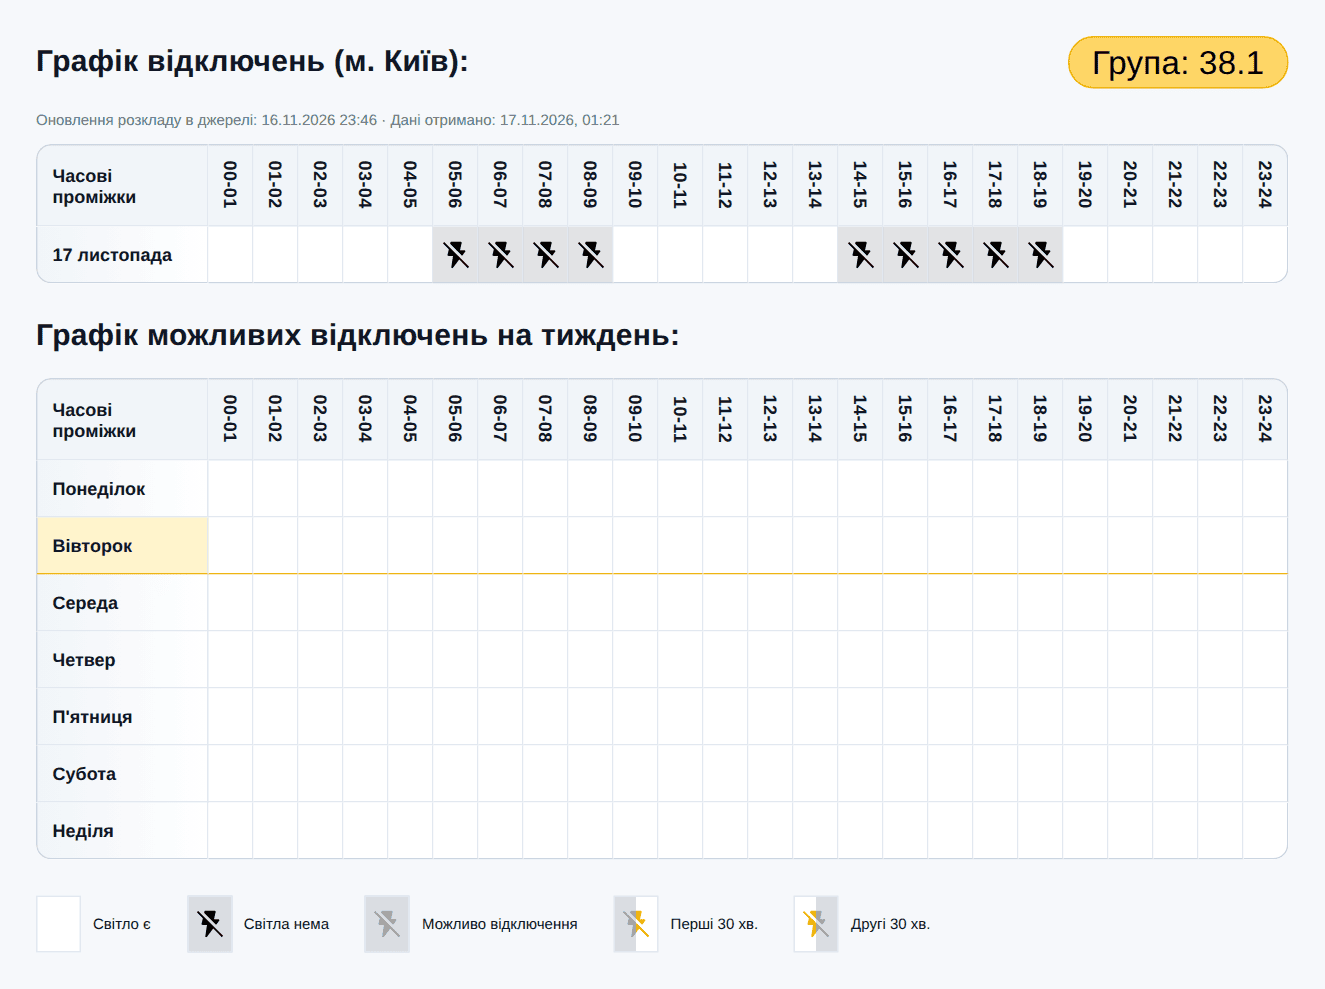 Графік відключень (м. Київ):
Група: 38.1
Оновлення розкладу в джерелі: 16.11.2026 23:46 · Дані отримано: 17.11.2026, 01:21
Часові проміжки 00-01 01-02 02-03 03-04 04-05 05-06 06-07 07-08 08-09 09-10 10-11 11-12 12-13 13-14 14-15 15-16 16-17 17-18 18-19 19-20 20-21 21-22 22-23 23-24
17 листопада
Графік можливих відключень на тиждень:
Часові проміжки 00-01 01-02 02-03 03-04 04-05 05-06 06-07 07-08 08-09 09-10 10-11 11-12 12-13 13-14 14-15 15-16 16-17 17-18 18-19 19-20 20-21 21-22 22-23 23-24
Понеділок
Вівторок
Середа
Четвер
П'ятниця
Субота
Неділя
Світло є Світла нема Можливо відключення Перші 30 хв. Другі 30 хв.